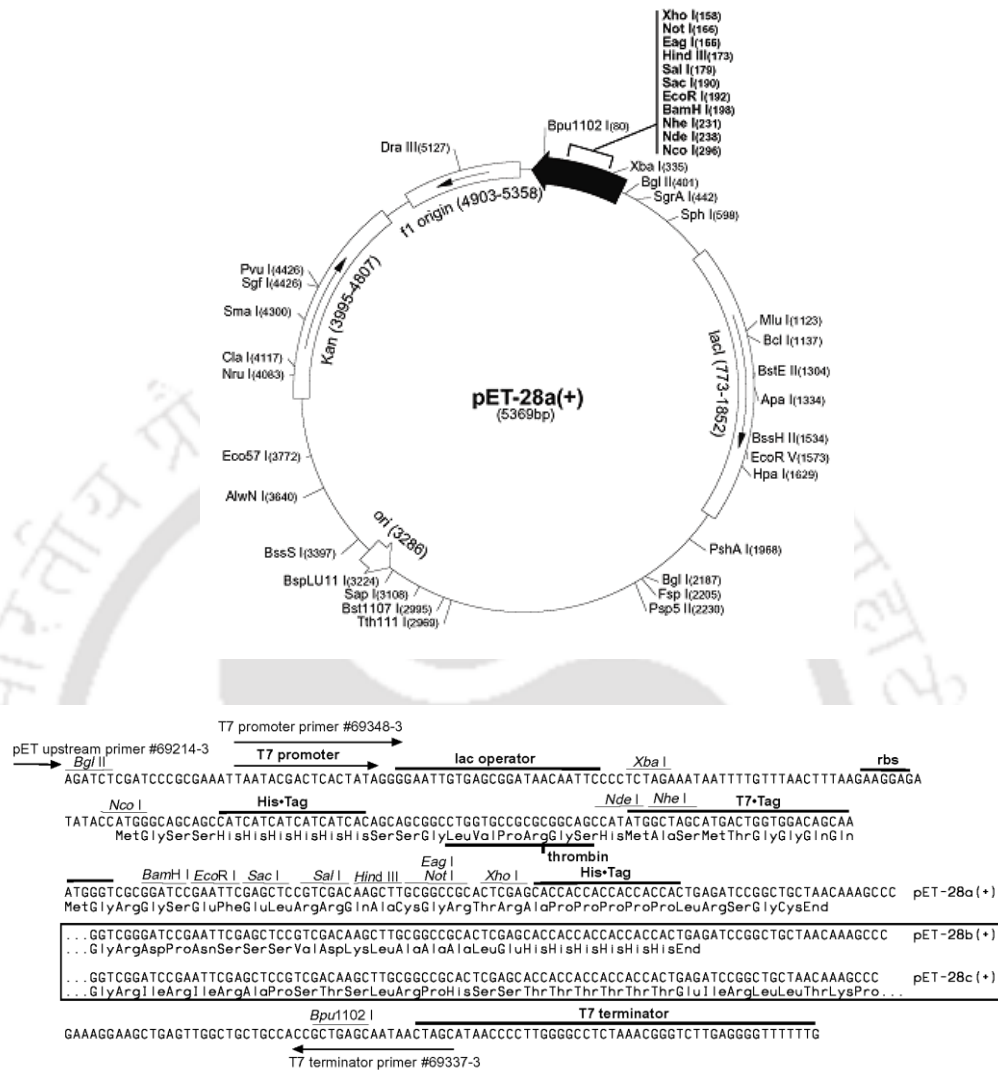 Xho I(158)
Not I(166)
Eag I(166)
Hind III(173)
Sal I(179)
Sac I(190)
EcoR I(192)
BamH I(198)
Nhe I(231)
Nde I(238)
Nco I(296)
Bpu1102 I(80)
Dra III(5127)
Xba I(335)
Bgl II(401)
SgrA I(442)
Sph I(598)
f1 origin (4903-5358)
Pvu I(4426)
Sgf I(4426)
Sma I(4300)
Kan (3995-4807)
Cla I(4117)
Nru I(4083)
lacI (773-1852)
Mlu I(1123)
Bcl I(1137)
BstE II(1304)
Apa I(1334)
pET-28a(+)
(5369bp)
BssH II(1534)
EcoR V(1573)
Hpa I(1629)
Eco57 I(3772)
AlwN I(3640)
ori (3286)
BssS I(3397)
PshA I(1968)
BspLU11 I(3224)
Sap I(3108)
Bst1107 I(2995)
Tth111 I(2969)
Bgl I(2187)
Fsp I(2205)
Psp5 II(2230)
T7 promoter primer #69348-3
pET upstream primer #69214-3
Bgl II T7 promoter lac operator Xba I rbs
AGATCTCGATCCCGCGAAATTAATACGACTCACTATAGGGGAATTGTGAGCGGATAACAATTCCCCTCTAGAAATAATTTTGTTTAACTTTAAGAAGGAGA
Nco I His•Tag Nde I Nhe I T7•Tag
TATACCATGGGCAGCAGCCATCATCATCATCATCACAGCAGCGGCCTGGTGCCGCGCGGCAGCCATATGGCTAGCATGACTGGTGGACAGCAA
MetGlySerSerHisHisHisHisHisHisSerSerGlyLeuValProArgGlySerHisMetAlaSerMetThrGlyGlyGlnGln
thrombin
BamH I EcoR I Sac I Sal I Hind III Eag I Not I Xho I His•Tag
ATGGGTCGCGGATCCGAATTCGAGCTCCGTCGACAAGCTTGCGGCCGCACTCGAGCACCACCACCACCACCACTGAGATCCGGCTGCTAACAAAGCCC pET-28a(+)
MetGlyArgGlySerGluPheGluLeuArgArgGlnAlaCysGlyArgThrArgAlaProProProProProLeuArgSerGlyCysEnd
...GGTCGGGATCCGAATTCGAGCTCCGTCGACAAGCTTGCGGCCGCACTCGAGCACCACCACCACCACCACTGAGATCCGGCTGCTAACAAAGCCC pET-28b(+)
...GlyArgAspProAsnSerSerSerValAspLysLeuAlaAlaAlaLeuGluHisHisHisHisHisHisEnd
...GGTCGGATCCGAATTCGAGCTCCGTCGACAAGCTTGCGGCCGCACTCGAGCACCACCACCACCACCACTGAGATCCGGCTGCTAACAAAGCCC pET-28c(+)
...GlyArgIleArgIleArgAlaProSerThrSerLeuArgProHisSerSerThrThrThrThrThrThrGluIleArgLeuLeuThrLysPro...
Bpu1102 I T7 terminator
GAAAGGAAGCTGAGTTGGCTGCTGCCACCGCTGAGCAATAACTAGCATAACCCCTTGGGGCCTCTAAACGGGTCTTGAGGGGTTTTTTG
T7 terminator primer #69337-3